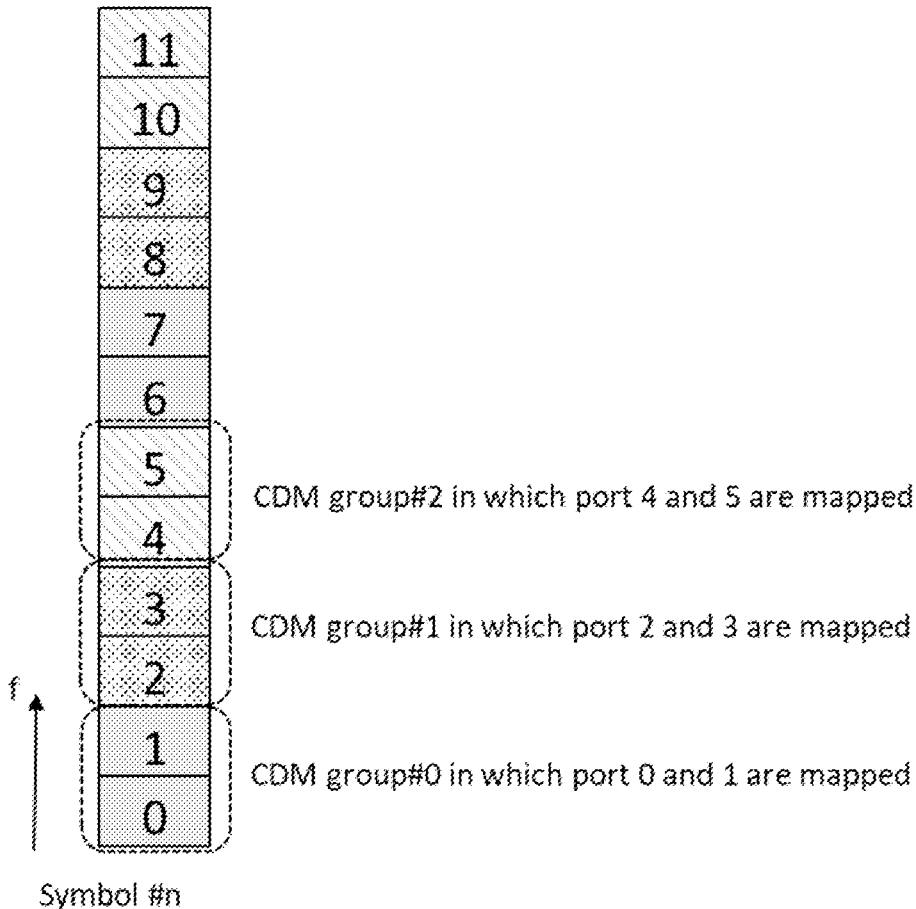 11
10
9
8
7
6
5
4
CDM group#2 in which port 4 and 5 are mapped
3
CDM group#1 in which port 2 and 3 are mapped
2
f
1
CDM group#0 in which port 0 and 1 are mapped
0
Symbol #n